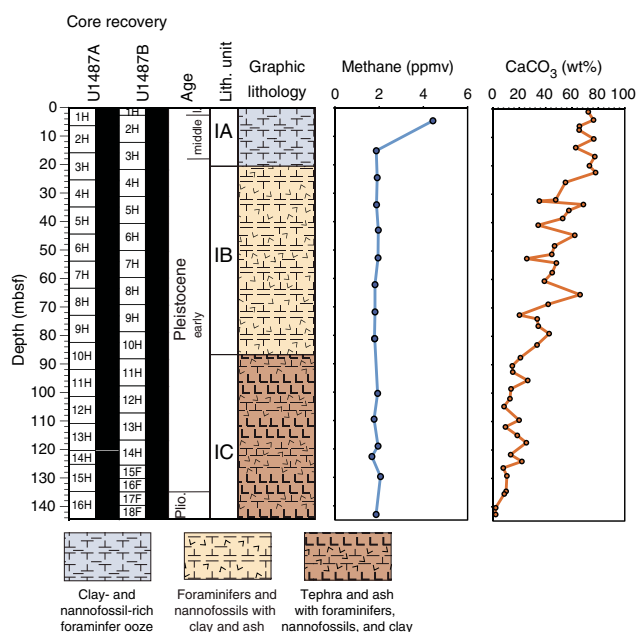 Core recovery
U1487A
U1487B
Age
Lith. unit
Graphic
lithology
Methane (ppmv)
CaCO3 (wt%)
0 2 4 6
0 20 40 60 80 100
Depth (mbsf)
0
10
20
30
40
50
60
70
80
90
100
110
120
130
140
1H
2H
3H
4H
5H
6H
7H
8H
9H
10H
11H
12H
13H
14H
15H
16H
1H
2H
3H
4H
5H
6H
7H
8H
9H
10H
11H
12H
13H
14H
15F
16F
17F
18F
Pleistocene
l.
middle
early
Plio.
IA
IB
IC
Clay- and
nannofossil-rich
foraminfer ooze
Foraminifers and
nannofossils with
clay and ash
Tephra and ash
with foraminifers,
nannofossils, and clay